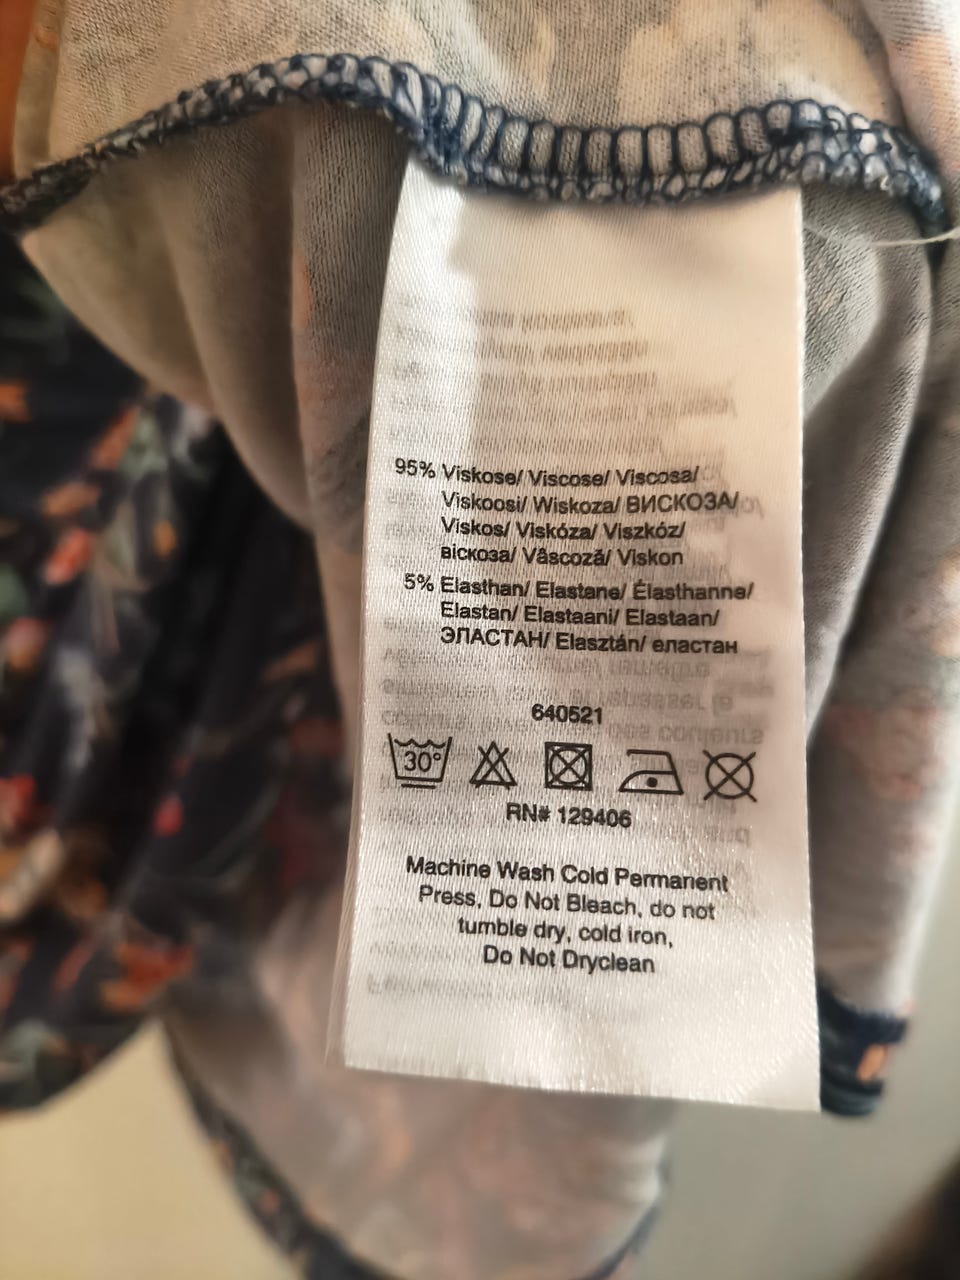 95% Viskose/ Viscose/ Viscosa/
Viskoosi/ Wiskoza/ ВИСКОЗА/
Viskos/ Viskóza/ Viszkóz/
віскоза/ Vâscoză/ Viskon
5% Elasthan/ Elastane/ Élasthanne/
Elastan/ Elastaani/ Elastaan/
ЭЛАСТАН/ Elasztán/ еластан
640521
30°
RN# 129406
Machine Wash Cold Permanent
Press, Do Not Bleach, do not
tumble dry, cold iron,
Do Not Dryclean